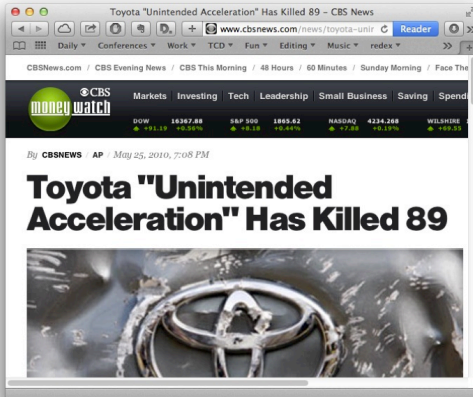 Toyota "Unintended Acceleration" Has Killed 89 – CBS News
www.cbsnews.com/news/toyota-unir Reader
Daily Conferences Work TCD Fun Editing Music redex
CBSNews.com / CBS Evening News / CBS This Morning / 48 Hours / 60 Minutes / Sunday Morning / Face The
CBS
money watch
Markets Investing Tech Leadership Small Business Saving Spendi
DOW 16367.88 S&P 500 1865.62 NASDAQ 4234.268 WILSHIRE
+91.19 +0.56% +8.18 +0.44% +7.88 +0.19% +69.55
By CBSNEWS / AP / May 25, 2010, 7:08 PM
Toyota "Unintended
Acceleration" Has Killed 89